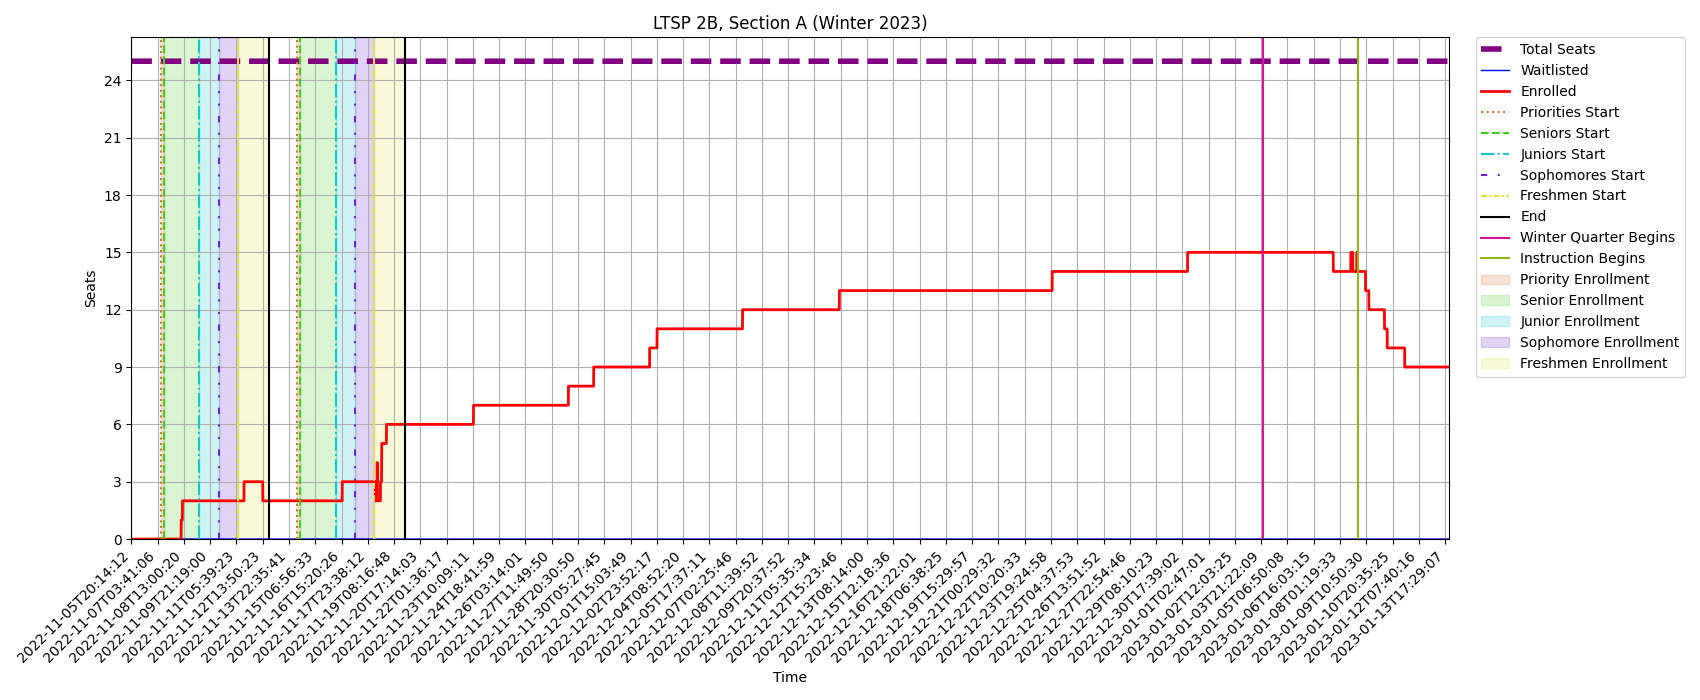 LTSP 2B, Section A (Winter 2023)
Seats
24
21
18
15
12
9
6
3
0
2022-11-05T20:14:12
2022-11-07T03:41:06
2022-11-08T13:00:20
2022-11-09T21:19:00
2022-11-11T05:39:23
2022-11-12T13:50:23
2022-11-13T22:35:41
2022-11-15T06:56:33
2022-11-16T15:20:26
2022-11-17T23:38:12
2022-11-19T08:16:48
2022-11-20T17:14:03
2022-11-22T01:36:17
2022-11-23T10:09:11
2022-11-24T18:41:59
2022-11-26T03:14:01
2022-11-27T11:49:50
2022-11-28T20:30:50
2022-11-30T05:27:45
2022-12-01T15:03:49
2022-12-02T23:52:17
2022-12-04T08:52:20
2022-12-05T17:37:11
2022-12-07T02:25:46
2022-12-08T11:39:52
2022-12-09T20:37:52
2022-12-11T05:35:34
2022-12-12T15:23:46
2022-12-13T08:14:00
2022-12-15T12:18:36
2022-12-16T21:22:01
2022-12-18T06:38:25
2022-12-19T15:29:57
2022-12-21T00:29:32
2022-12-22T10:20:33
2022-12-23T19:24:58
2022-12-25T04:37:53
2022-12-26T13:51:52
2022-12-27T22:54:46
2022-12-29T08:10:23
2022-12-30T17:39:02
2023-01-01T02:47:01
2023-01-02T12:03:25
2023-01-03T21:22:09
2023-01-05T06:50:08
2023-01-06T16:03:15
2023-01-08T01:19:33
2023-01-09T10:50:30
2023-01-10T20:35:25
2023-01-12T07:40:16
2023-01-13T17:29:07
Time
Total Seats
Waitlisted
Enrolled
Priorities Start
Seniors Start
Juniors Start
Sophomores Start
Freshmen Start
End
Winter Quarter Begins
Instruction Begins
Priority Enrollment
Senior Enrollment
Junior Enrollment
Sophomore Enrollment
Freshmen Enrollment